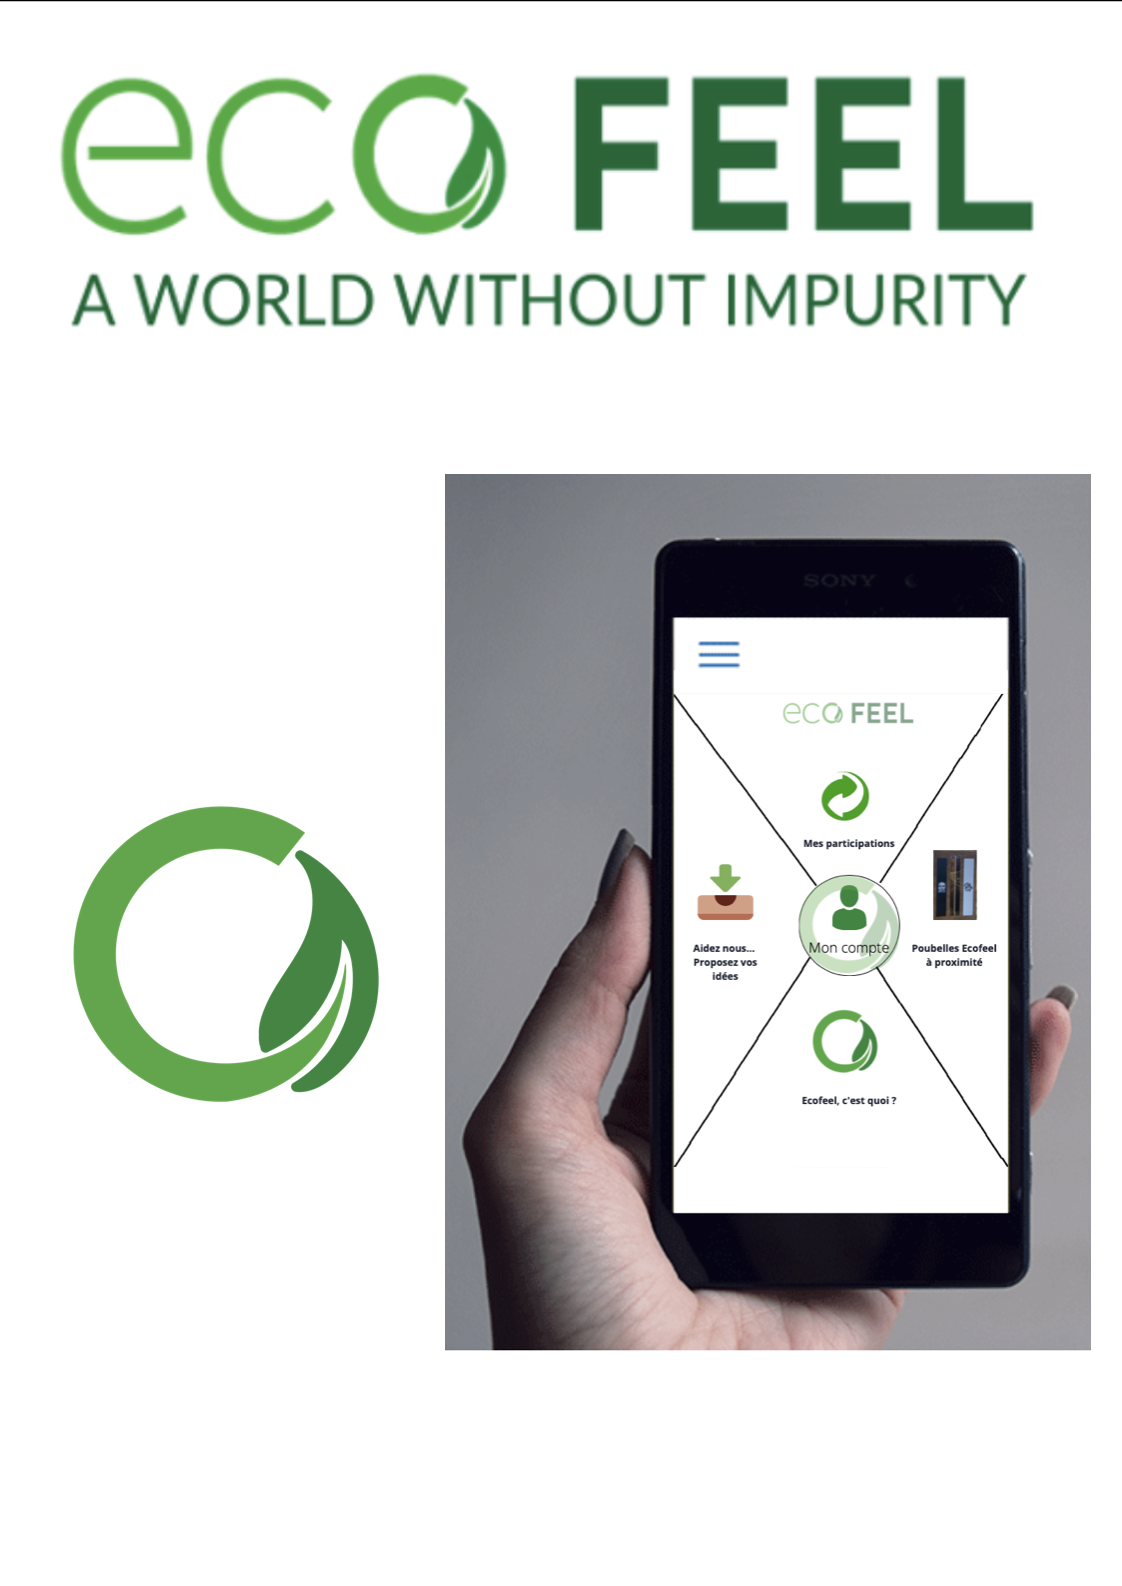 eco FEEL
A WORLD WITHOUT IMPURITY
SONY
eco FEEL
Mes participations
Aidez nous...
Proposez vos
idées
Mon compte
Poubelles Ecofeel
à proximité
Ecofeel, c'est quoi ?